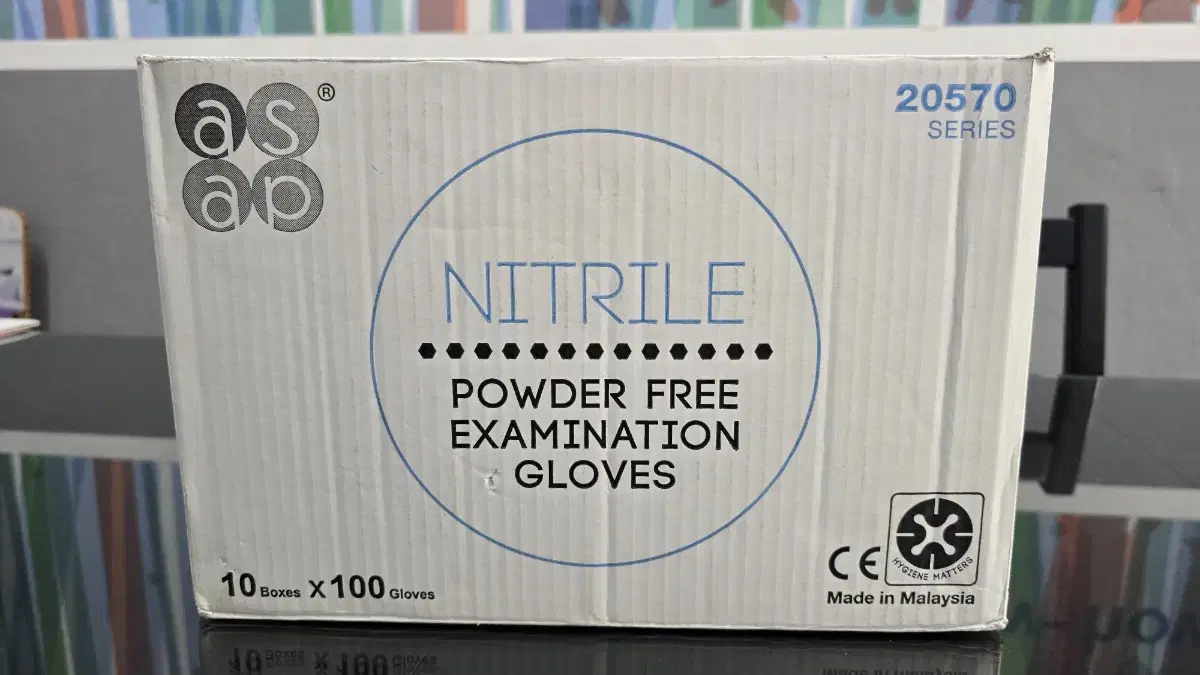 as
ap
®
20570
SERIES
NITRILE
POWDER FREE
EXAMINATION
GLOVES
10 Boxes x 100 Gloves
CE
HYGIENE MATTERS
Made in Malaysia